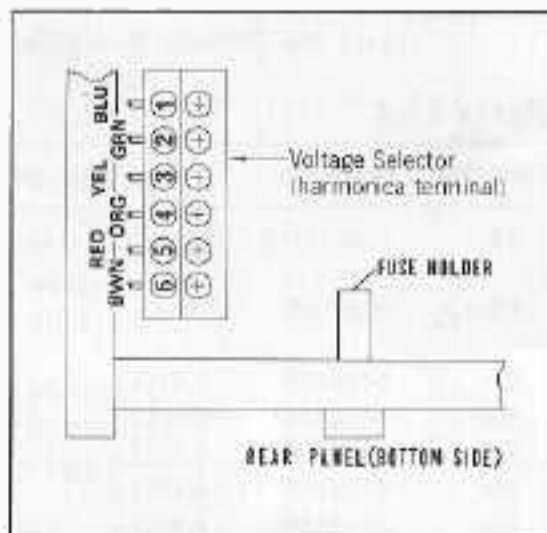 BLU
GRN
YEL
ORG
RED
BWN
1
2
3
4
5
6
Voltage Selector
(harmonica terminal)
FUSE HOLDER
REAR PANEL(BOTTOM SIDE)